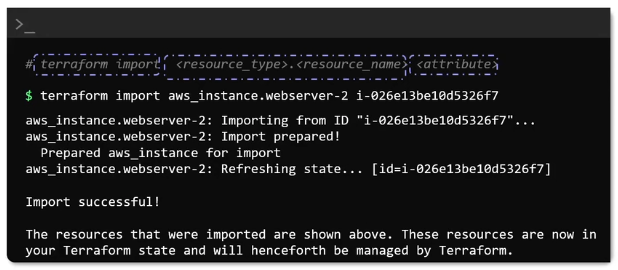 >_
# terraform import <resource_type>.<resource_name> <attribute>
$ terraform import aws_instance.webserver-2 i-026e13be10d5326f7
aws_instance.webserver-2: Importing from ID "i-026e13be10d5326f7"...
aws_instance.webserver-2: Import prepared!
  Prepared aws_instance for import
aws_instance.webserver-2: Refreshing state... [id=i-026e13be10d5326f7]
Import successful!
The resources that were imported are shown above. These resources are now in
your Terraform state and will henceforth be managed by Terraform.